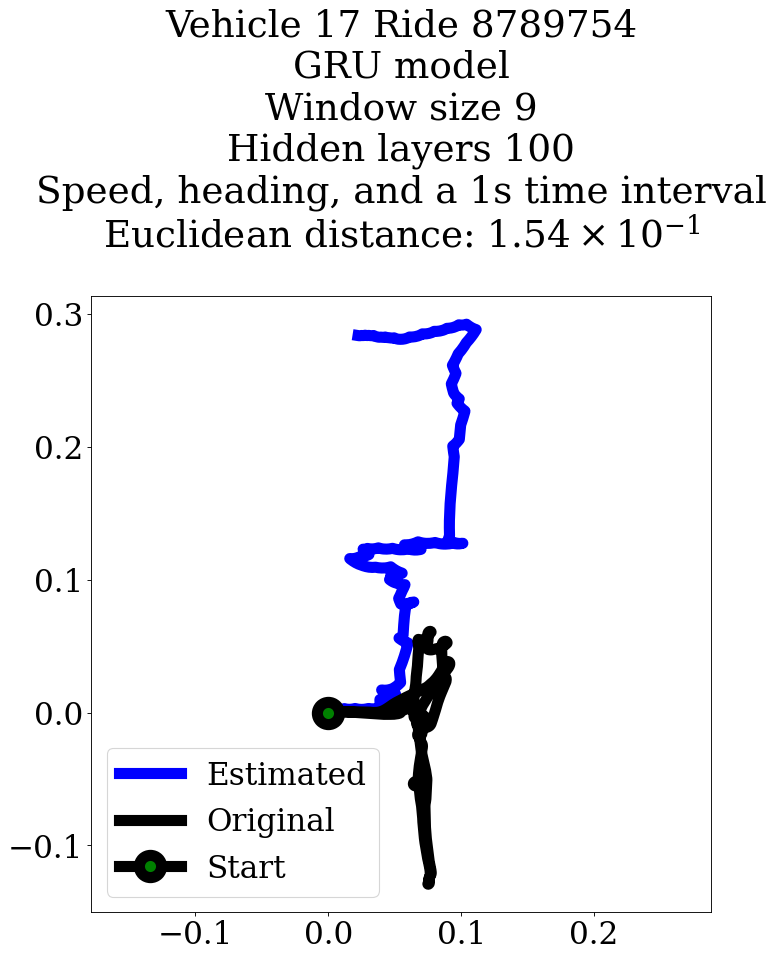 Vehicle 17 Ride 8789754
GRU model
Window size 9
Hidden layers 100
Speed, heading, and a 1s time interval
Euclidean distance: 1.54 × 10⁻¹
0.3
0.2
0.1
0.0
−0.1
Estimated
Original
Start
−0.1 0.0 0.1 0.2